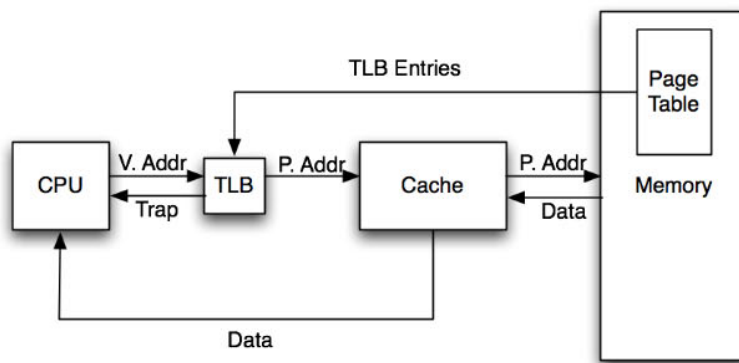 TLB Entries
Page
Table
V. Addr
P. Addr
P. Addr
CPU
TLB
Cache
Memory
Trap
Data
Data